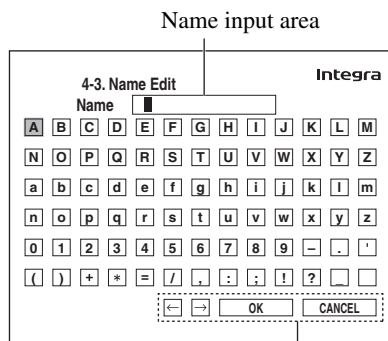 Name input area
Integra
4-3. Name Edit
Name
A B C D E F G H I J K L M
N O P Q R S T U V W X Y Z
a b c d e f g h i j k l m
n o p q r s t u v w x y z
0 1 2 3 4 5 6 7 8 9 – . '
( ) + * = / , : ; ! ? _
← → OK CANCEL